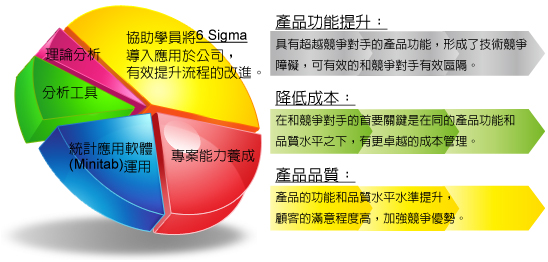 協助學員將6 Sigma
導入應用於公司，
有效提升流程的改進。
理論分析
分析工具
統計應用軟體
(Minitab)運用
專案能力養成
產品功能提升：
具有超越競爭對手的產品功能，形成了技術競爭
障礙，可有效的和競爭對手有效區隔。
降低成本：
在和競爭對手的首要關鍵是在同的產品功能和
品質水平之下，有更卓越的成本管理。
產品品質：
產品的功能和品質水平水準提升，
顧客的滿意程度高，加強競爭優勢。